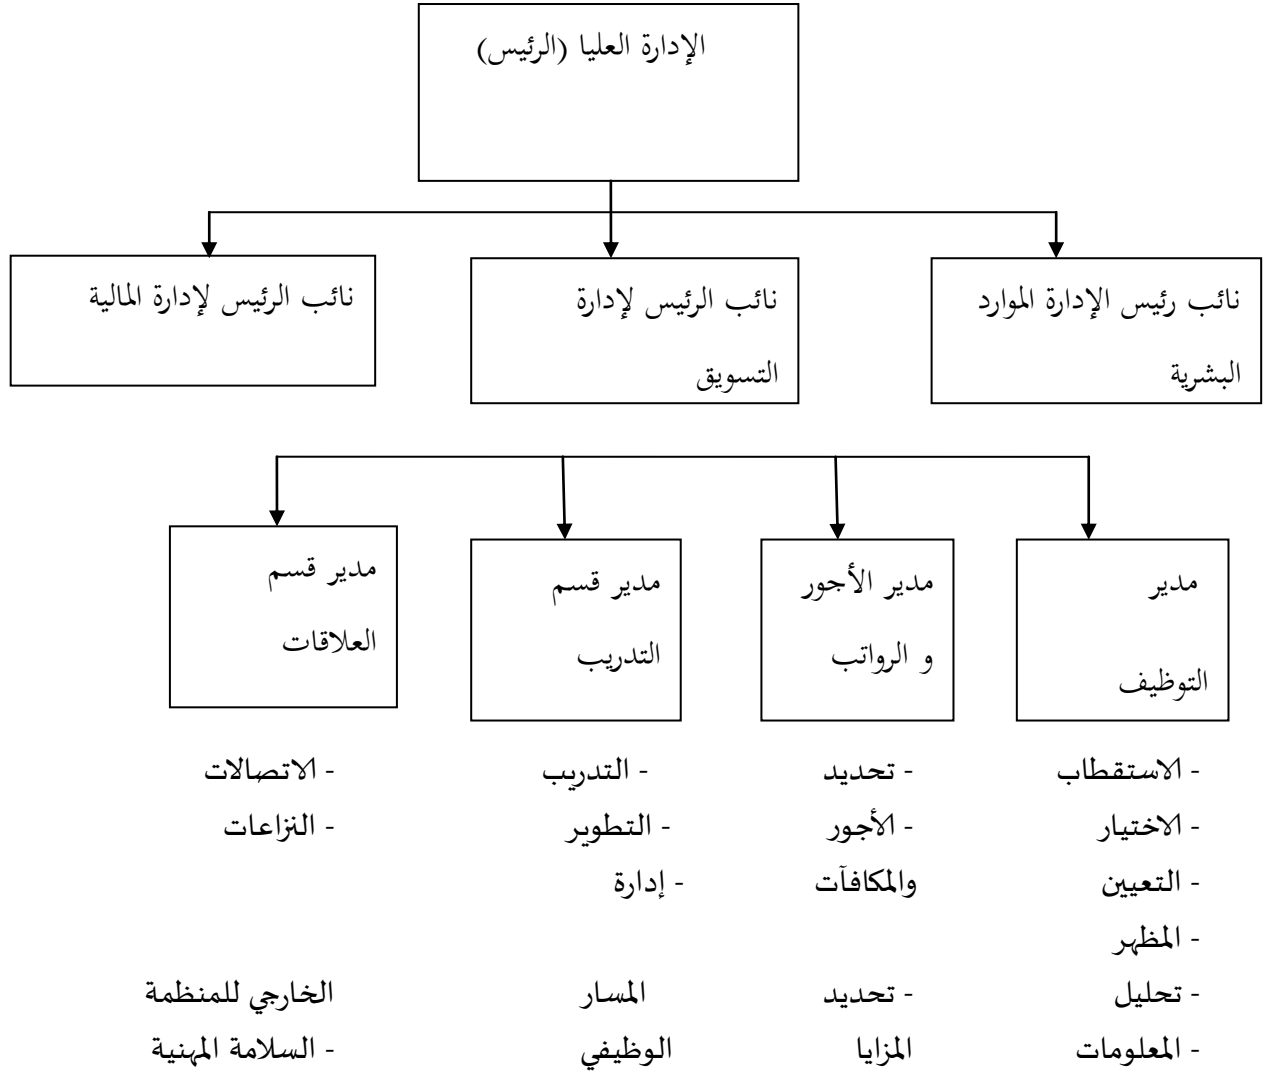 الإدارة العليا (الرئيس)
نائب رئيس الإدارة الموارد
البشرية
نائب الرئيس لإدارة
التسويق
نائب الرئيس لإدارة المالية
مدير
التوظيف
مدير الأجور
و الرواتب
مدير قسم
التدريب
مدير قسم
العلاقات
- الاستقطاب
- الاختيار
- التعيين
- المظهر
- تحليل
- المعلومات
- تحديد
- الأجور
والمكافآت
- تحديد
المزايا
- التدريب
- التطوير
- إدارة
المسار
الوظيفي
- الاتصالات
- النزاعات
الخارجي للمنظمة
- السلامة المهنية